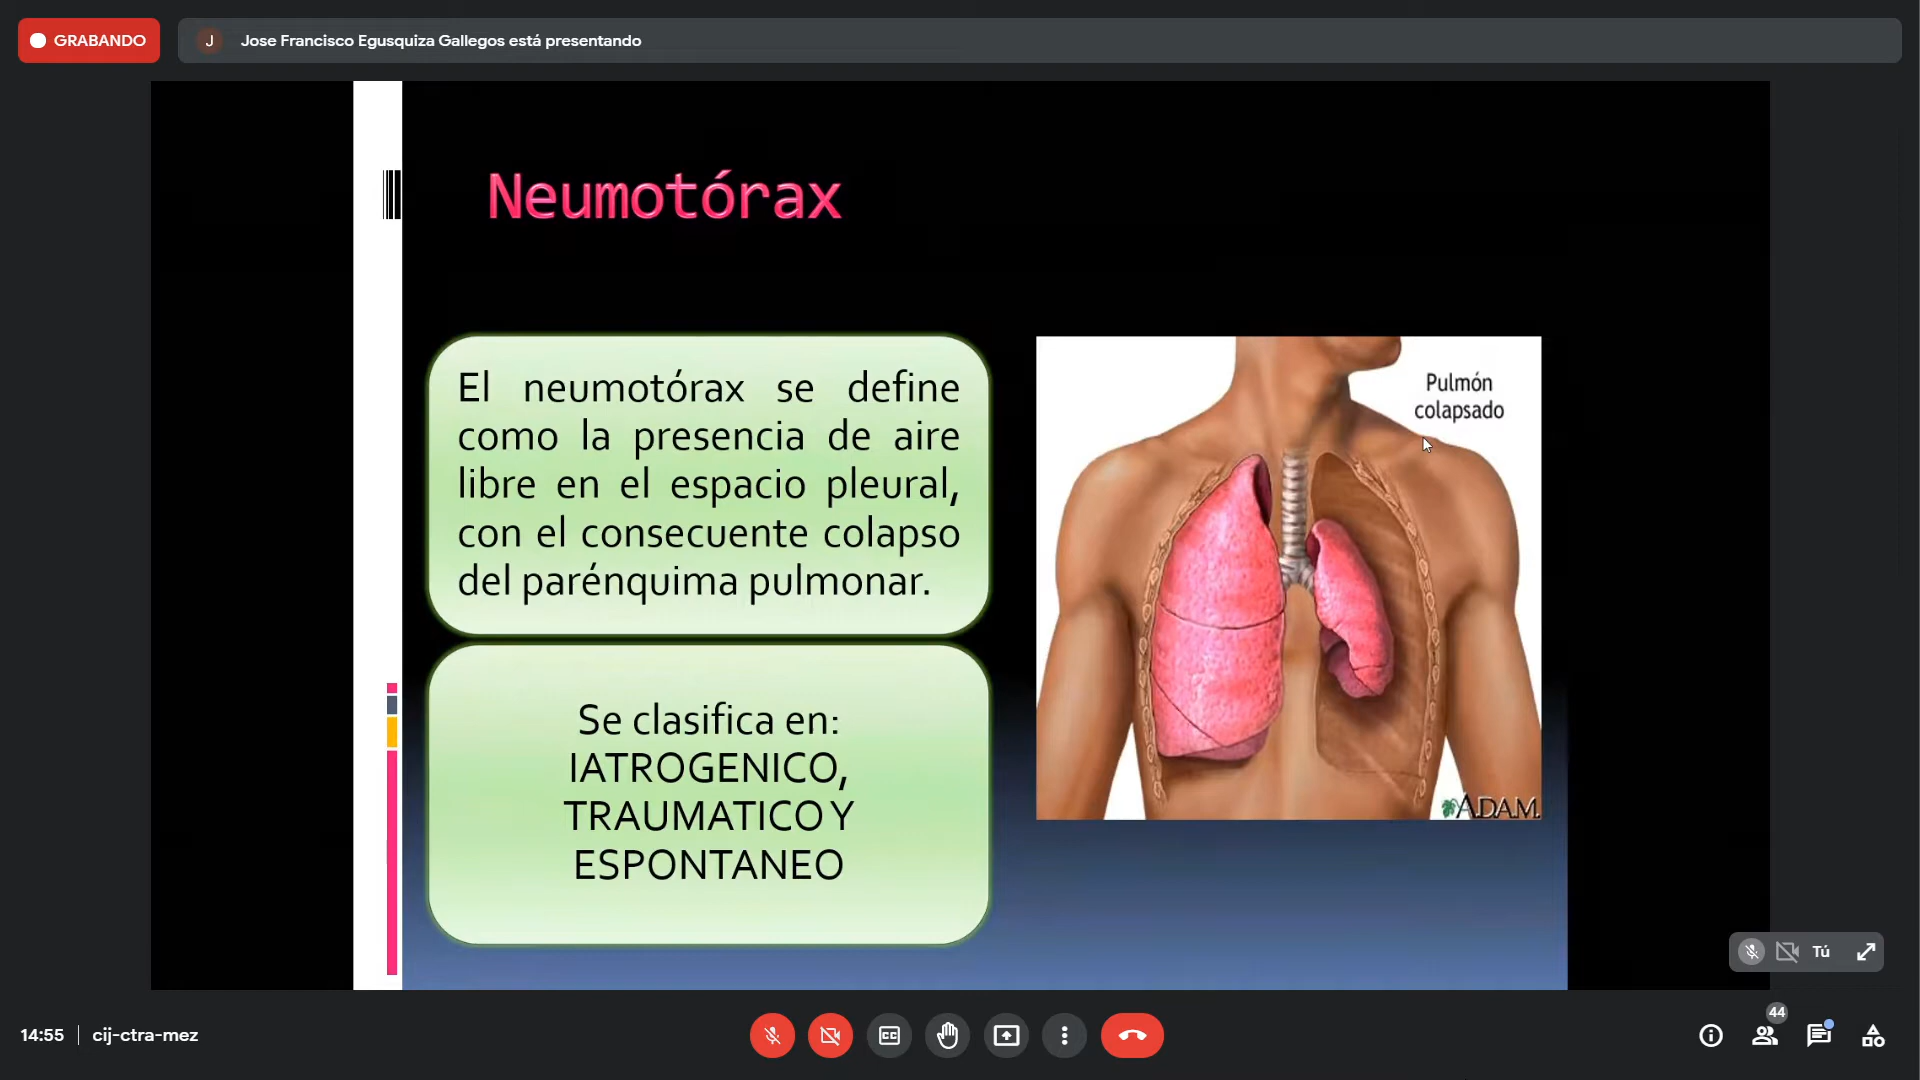 GRABANDO
J
Jose Francisco Egusquiza Gallegos está presentando
Neumotórax
El neumotórax se define
como la presencia de aire
libre en el espacio pleural,
con el consecuente colapso
del parénquima pulmonar.
Se clasifica en:
IATROGENICO,
TRAUMATICO Y
ESPONTANEO
Pulmón
colapsado
A.D.A.M.
Tú
14:55
cij-ctra-mez
CC
44